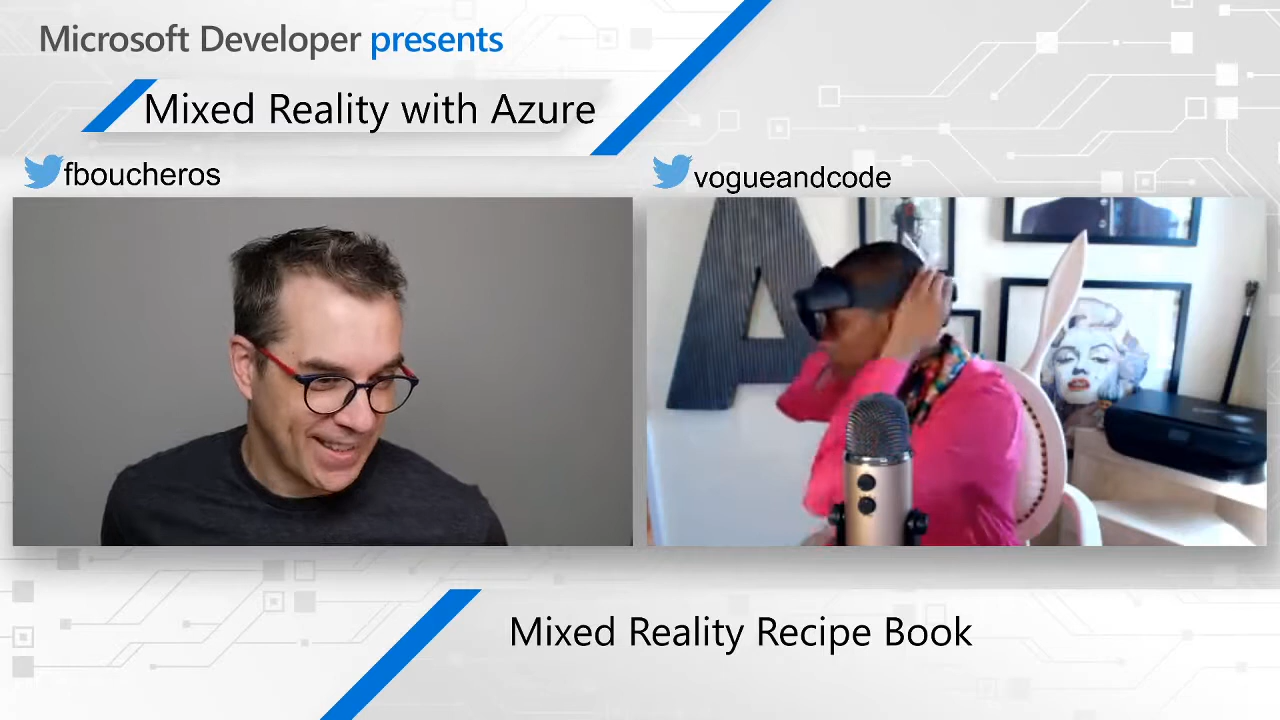 Microsoft Developer presents
Mixed Reality with Azure
fboucheros
vogueandcode
A
Mixed Reality Recipe Book